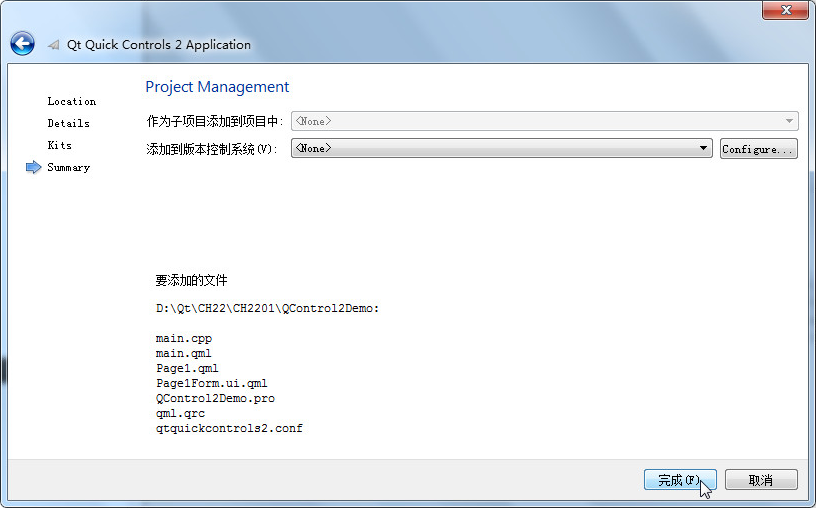 Qt Quick Controls 2 Application
Project Management
Location
Details
Kits
Summary
作为子项目添加到项目中: <None>
添加到版本控制系统(V): <None> Configure...
要添加的文件
D:\Qt\CH22\CH2201\QControl2Demo:
main.cpp
main.qml
Page1.qml
Page1Form.ui.qml
QControl2Demo.pro
qml.qrc
qtquickcontrols2.conf
完成(F) 取消